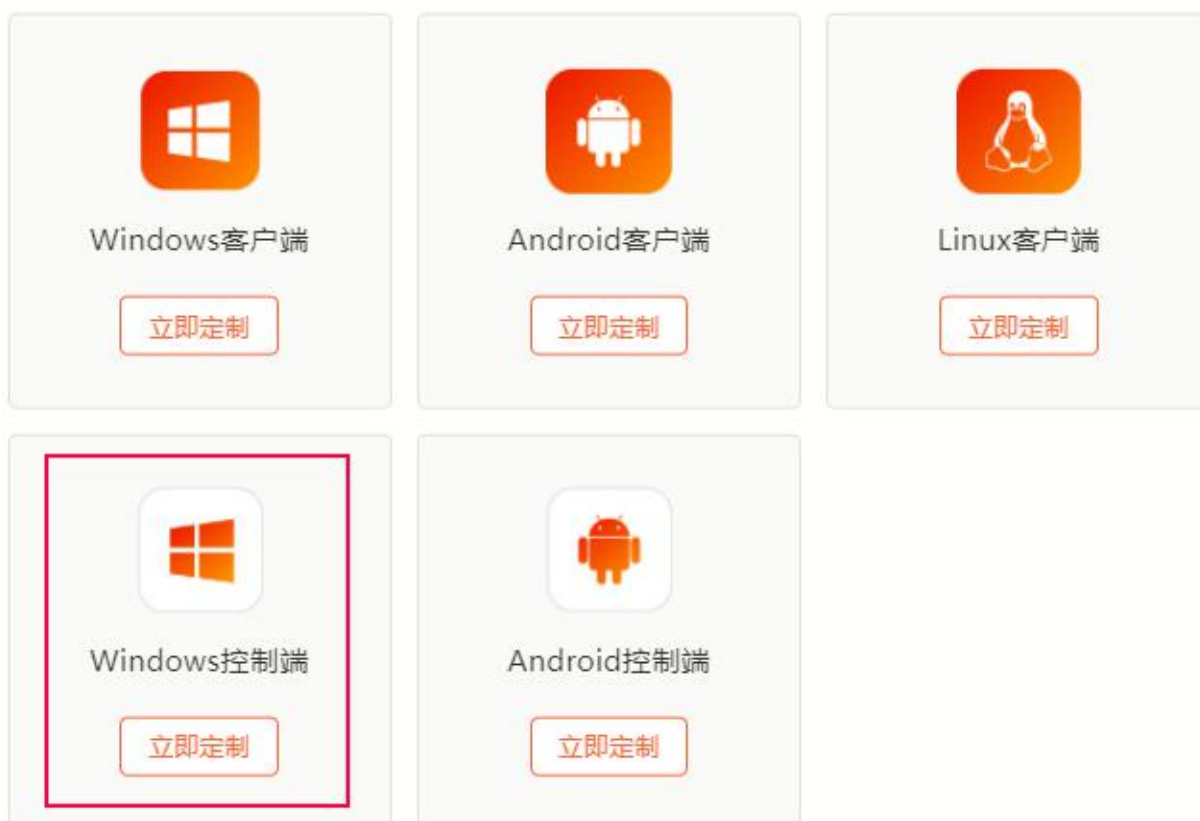 Windows客户端
Android客户端
Linux客户端
立即定制
立即定制
立即定制
Windows控制端
Android控制端
立即定制
立即定制